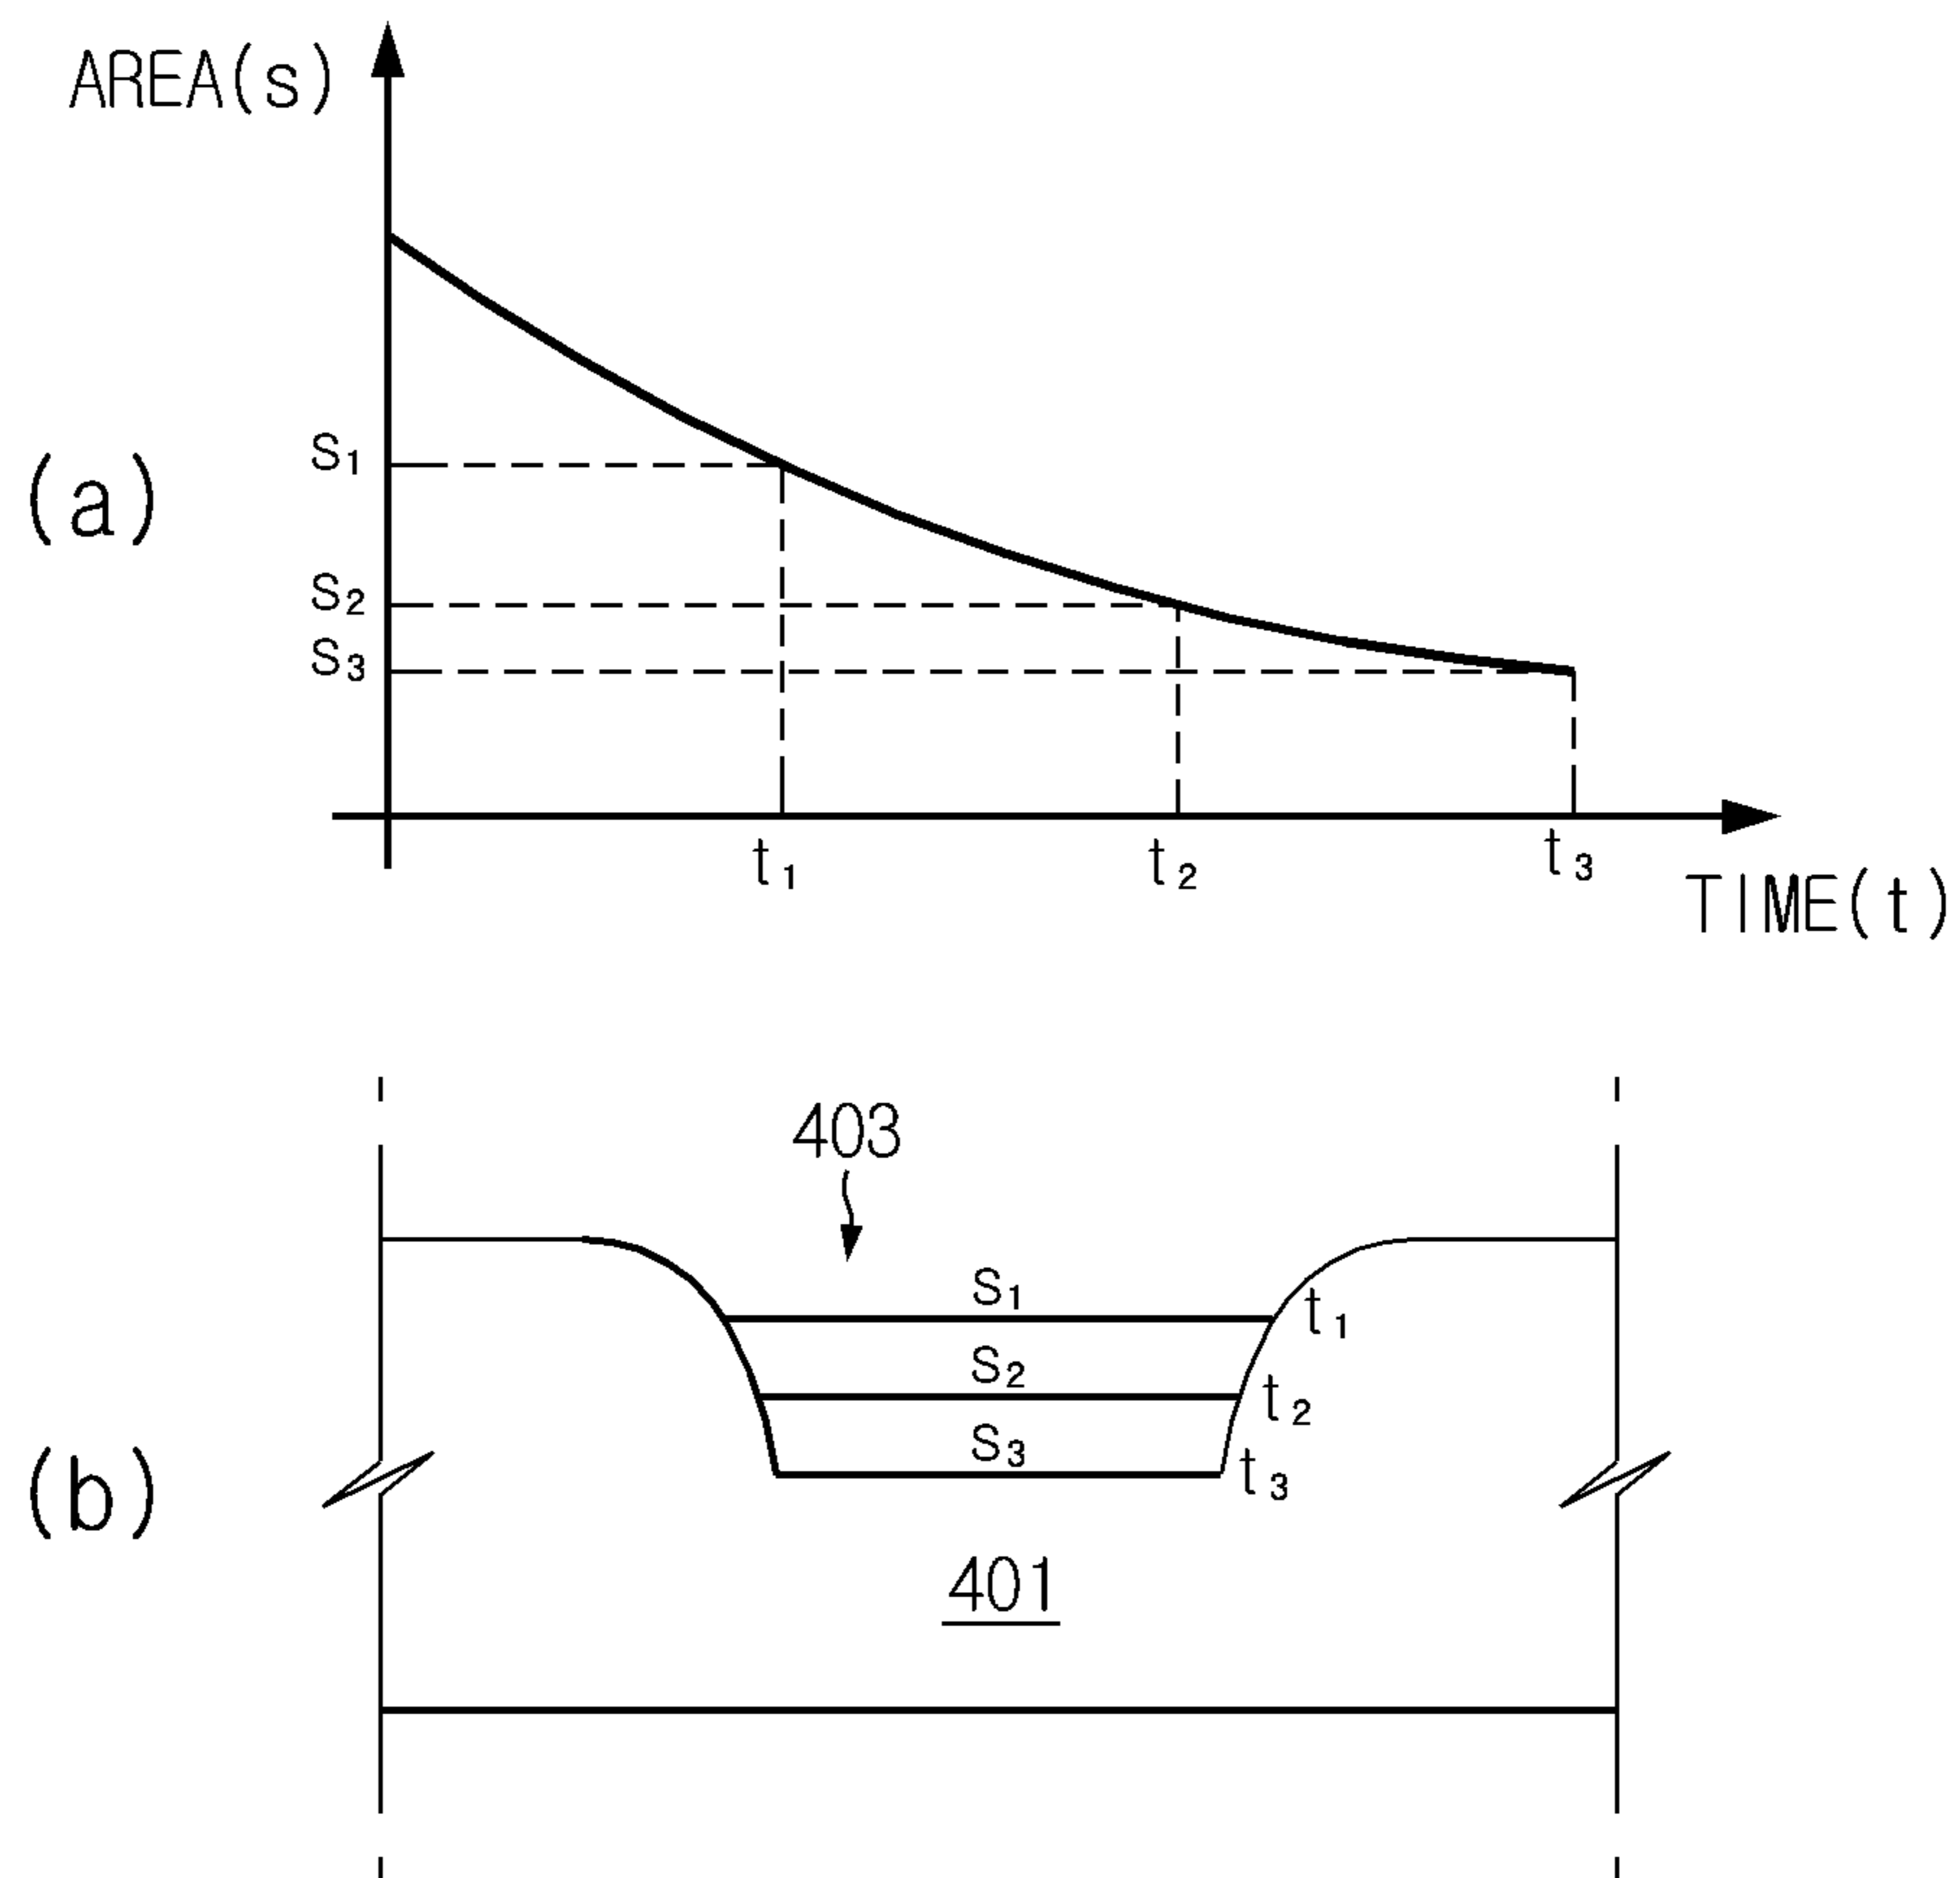 AREA(s)
(a)
S1
S2
S3
t1
t2
t3
TIME(t)
403
S1
t1
S2
t2
S3
t3
(b)
401